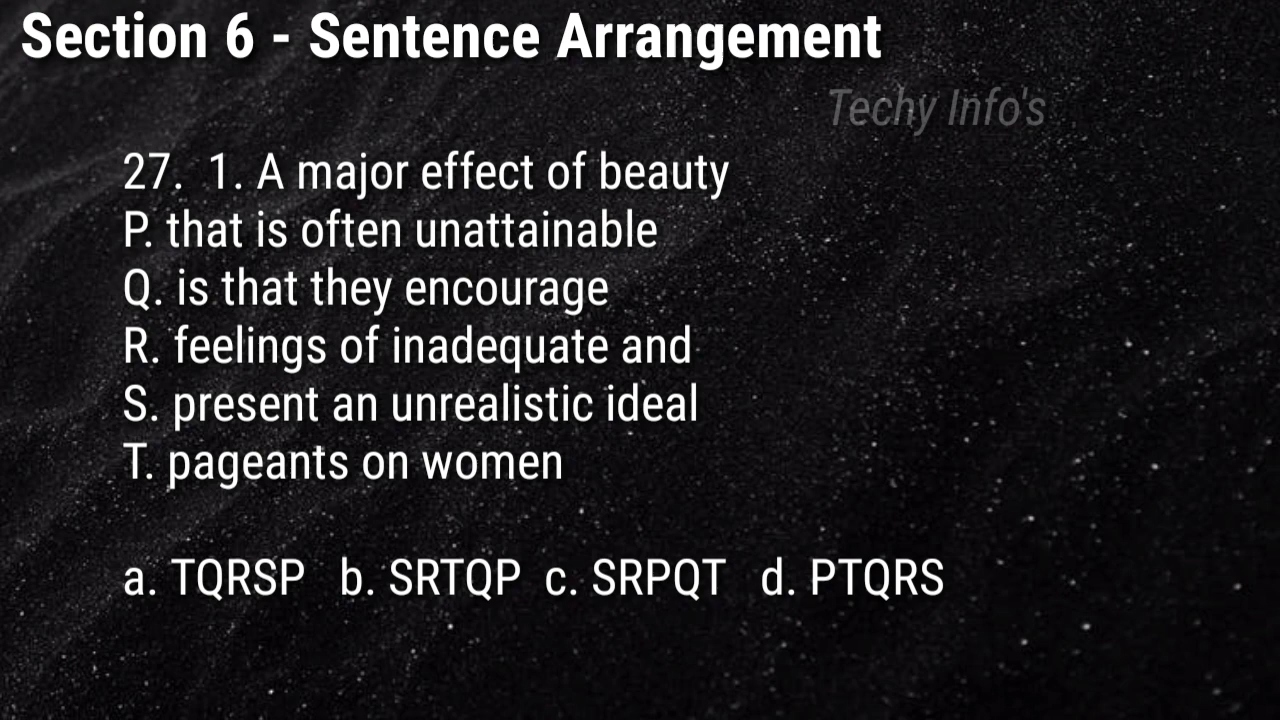 Section 6 - Sentence Arrangement
Techy Info's
27. 1. A major effect of beauty
P. that is often unattainable
Q. is that they encourage
R. feelings of inadequate and
S. present an unrealistic ideal
T. pageants on women
a. TQRSP b. SRTQP c. SRPQT d. PTQRS